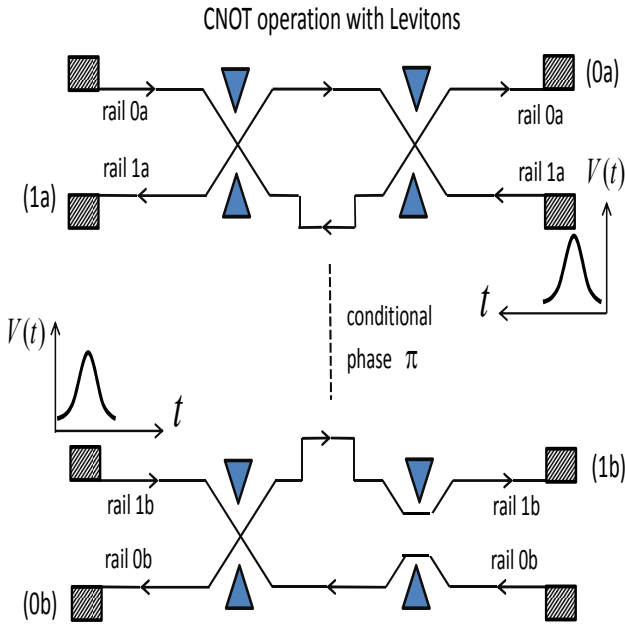 CNOT operation with Levitons
(0a)
rail 0a
rail 0a
rail 1a
rail 1a
V(t)
(1a)
t
conditional
phase π
V(t)
t
(1b)
rail 1b
rail 1b
rail 0b
rail 0b
(0b)